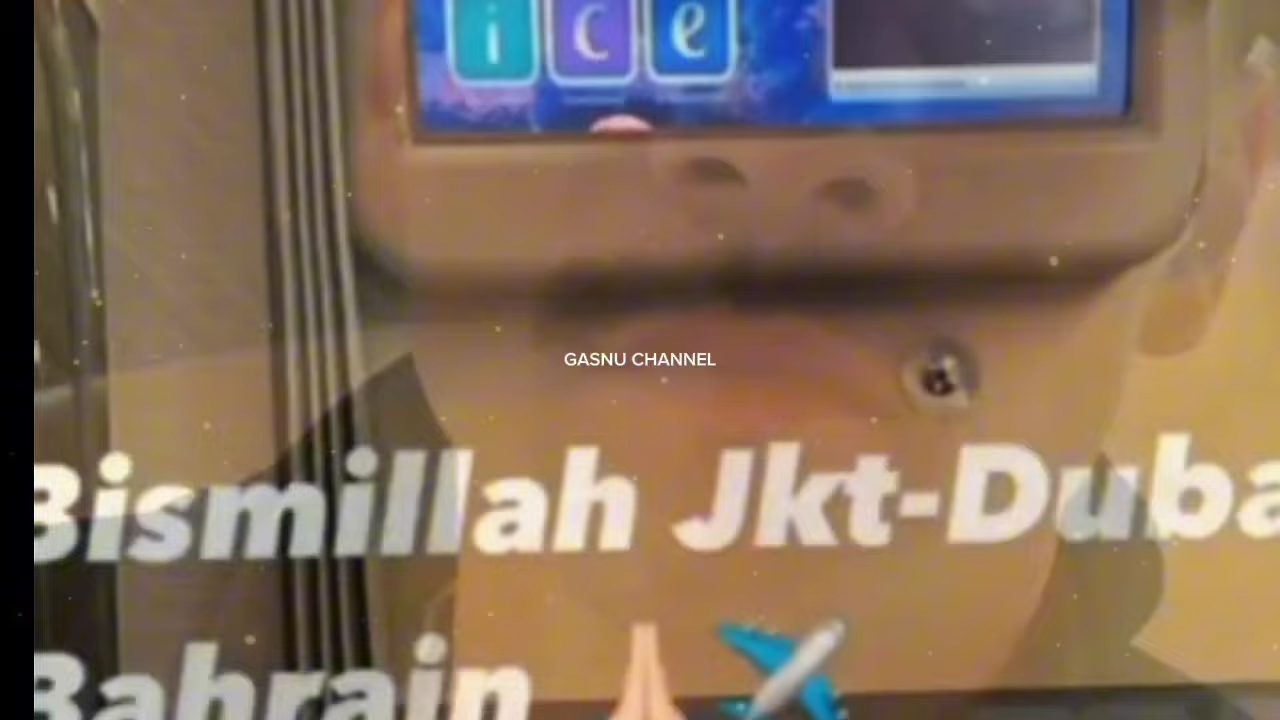 ice
GASNU CHANNEL
Bismillah Jkt-Duba
Bahrain 🙏🏻 ✈️